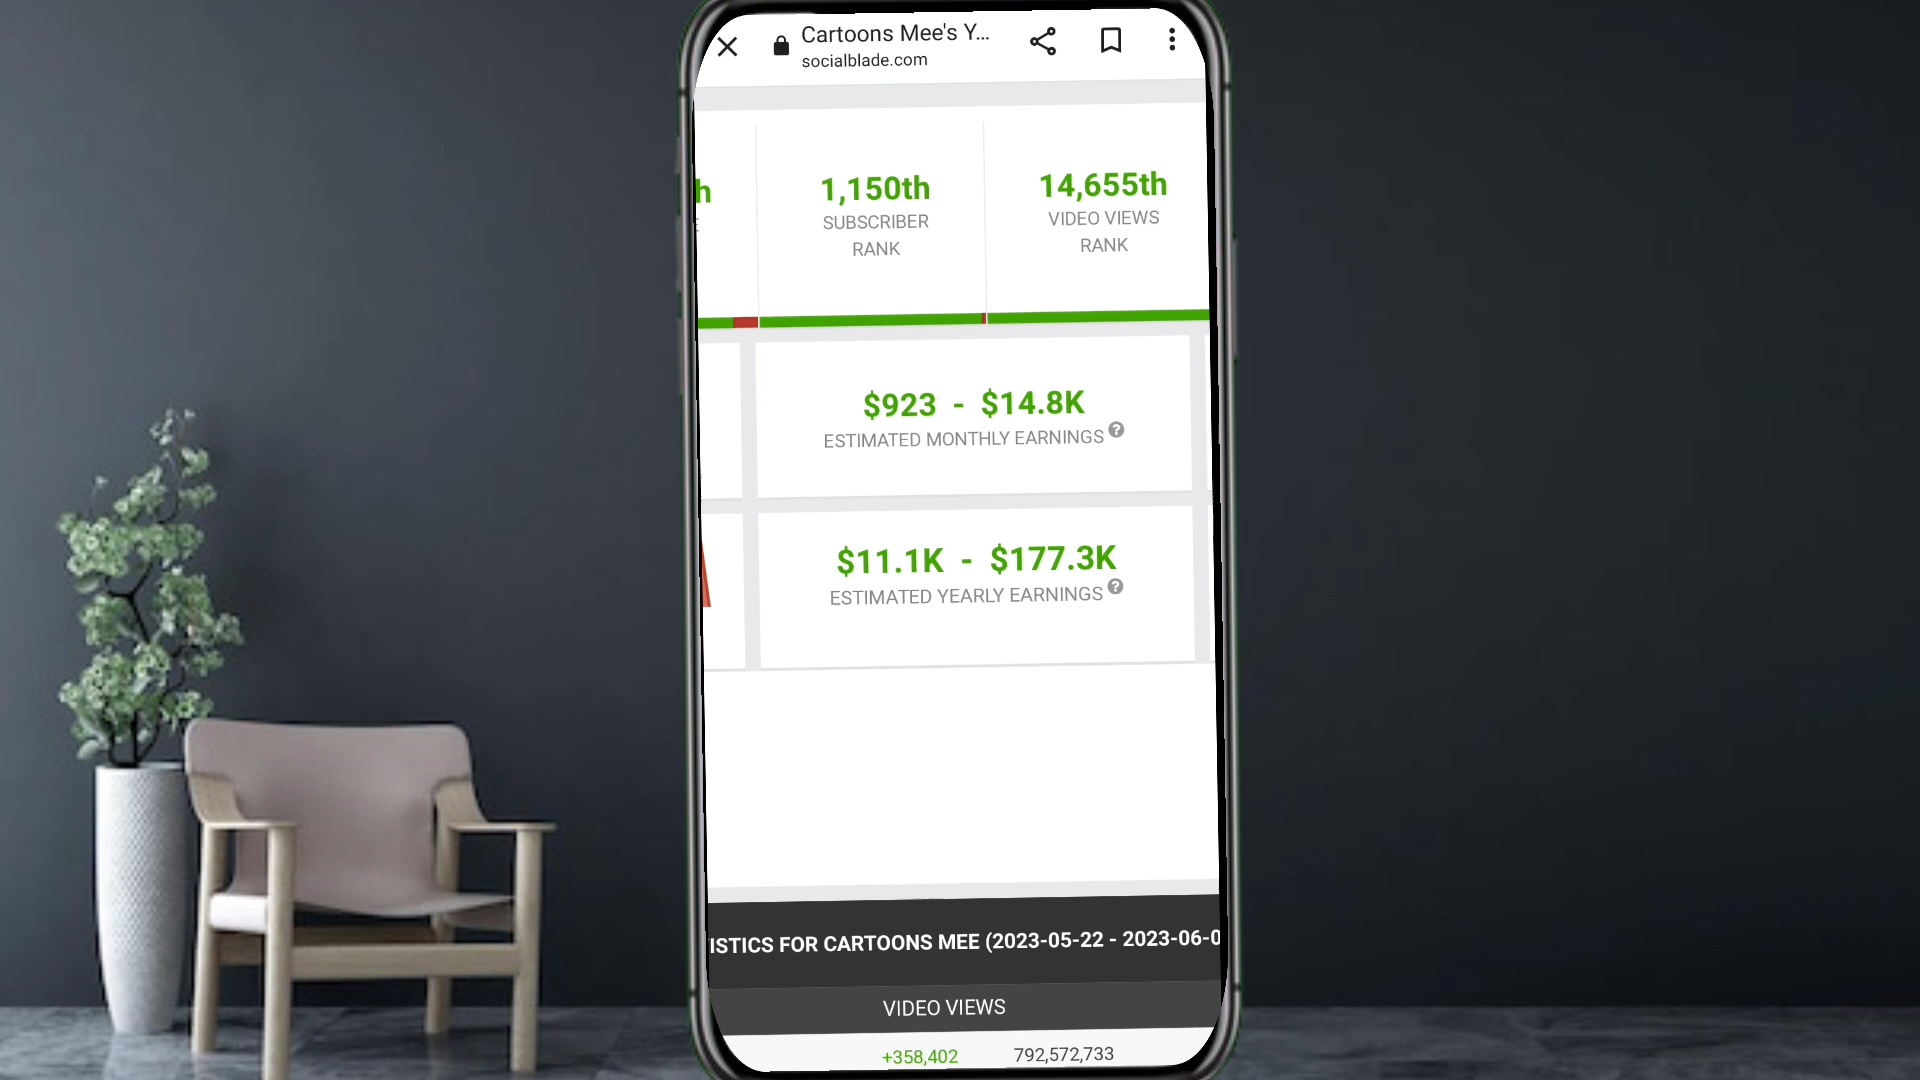 Cartoons Mee's Y...
socialblade.com
h
1,150th
SUBSCRIBER
RANK
14,655th
VIDEO VIEWS
RANK
$923 - $14.8K
ESTIMATED MONTHLY EARNINGS ?
$11.1K - $177.3K
ESTIMATED YEARLY EARNINGS ?
ISTICS FOR CARTOONS MEE (2023-05-22 - 2023-06-0
VIDEO VIEWS
+358,402 792,572,733